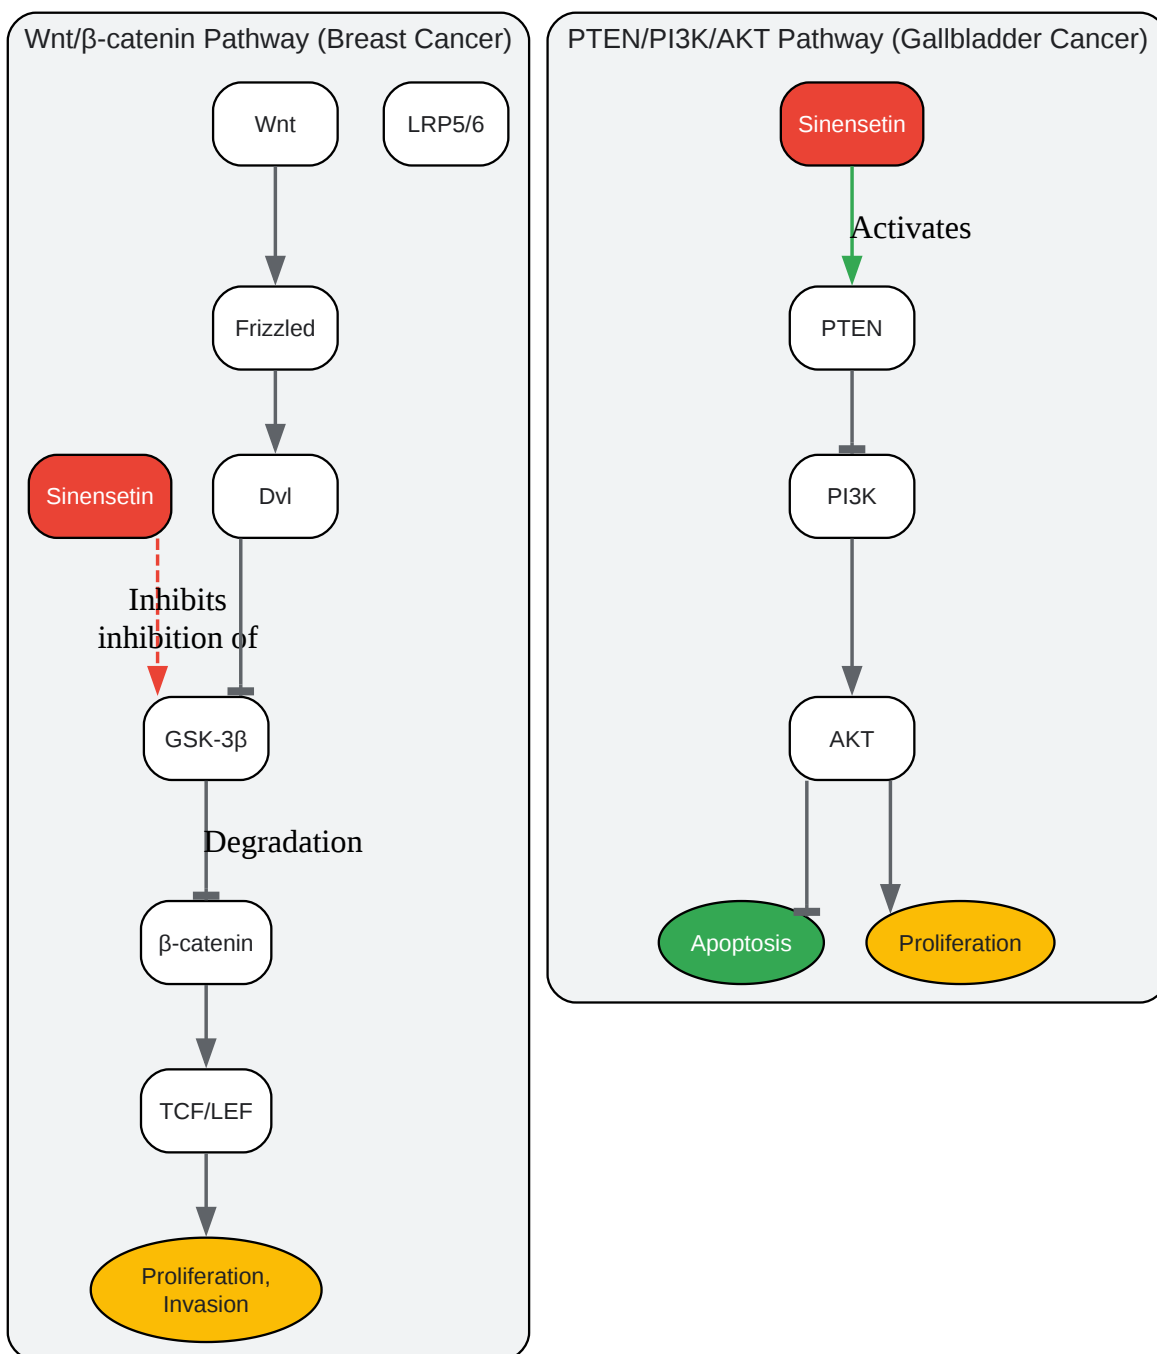 Wnt/β-catenin Pathway (Breast Cancer)
Wnt
LRP5/6
Frizzled
Sinensetin
Dvl
Inhibits
inhibition of
GSK-3β
Degradation
β-catenin
TCF/LEF
Proliferation,
Invasion
PTEN/PI3K/AKT Pathway (Gallbladder Cancer)
Sinensetin
Activates
PTEN
PI3K
AKT
Apoptosis
Proliferation